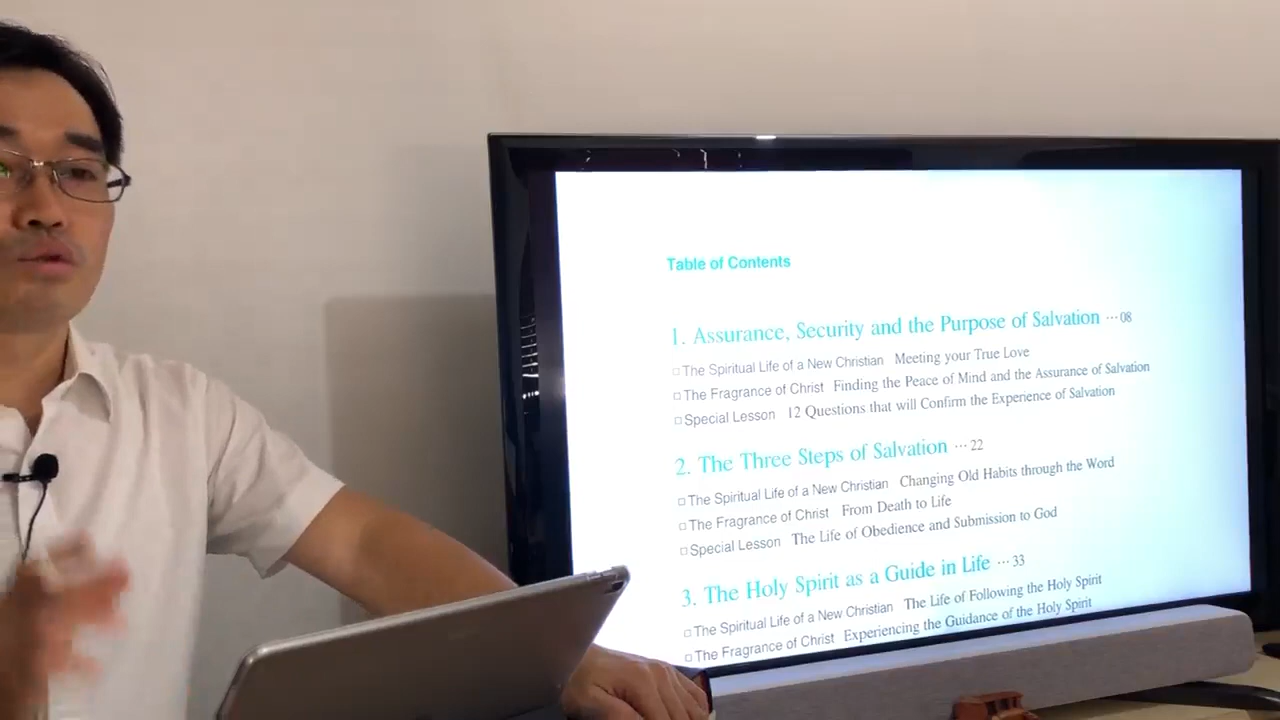 Table of Contents
1. Assurance, Security and the Purpose of Salvation ··· 08
□ The Spiritual Life of a New Christian Meeting your True Love
□ The Fragrance of Christ Finding the Peace of Mind and the Assurance of Salvation
□ Special Lesson 12 Questions that will Confirm the Experience of Salvation
2. The Three Steps of Salvation ··· 22
□ The Spiritual Life of a New Christian Changing Old Habits through the Word
□ The Fragrance of Christ From Death to Life
□ Special Lesson The Life of Obedience and Submission to God
3. The Holy Spirit as a Guide in Life ··· 33
□ The Spiritual Life of a New Christian The Life of Following the Holy Spirit
□ The Fragrance of Christ Experiencing the Guidance of the Holy Spirit